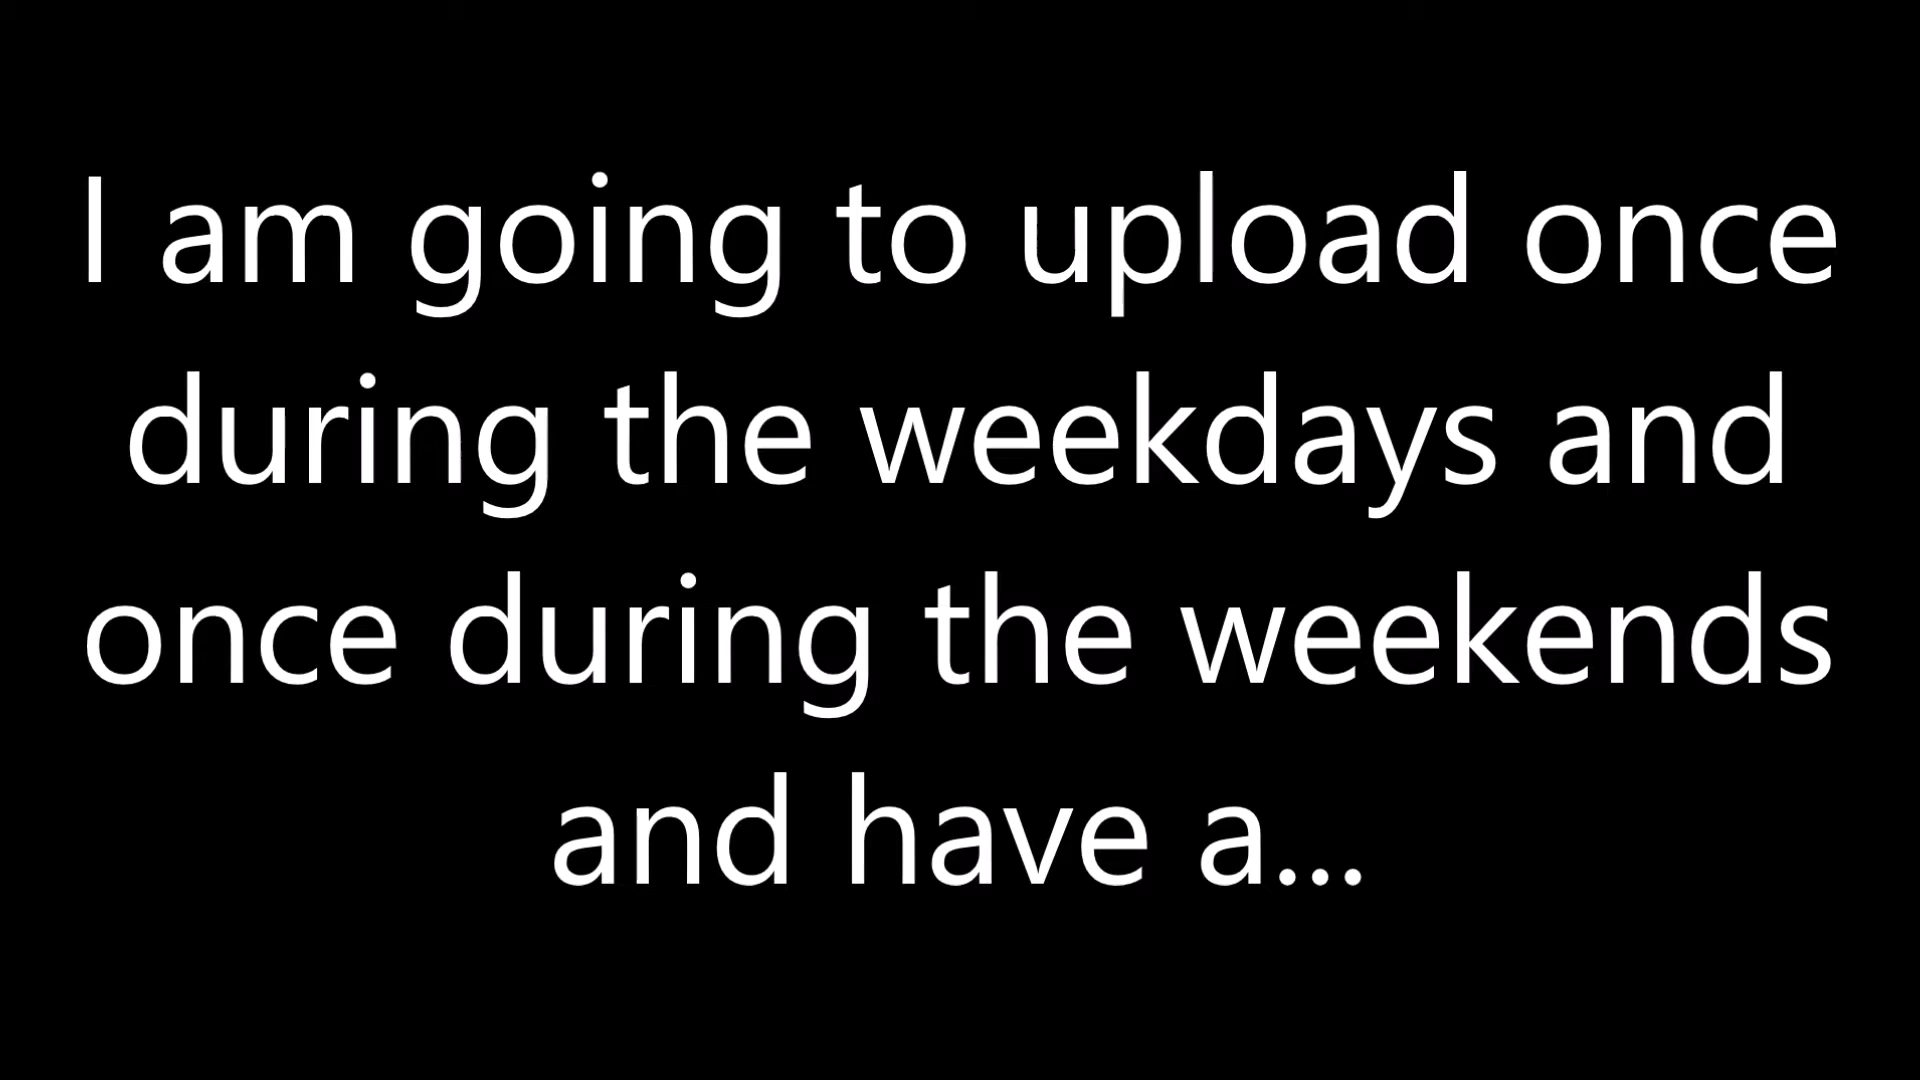 I am going to upload once
during the weekdays and
once during the weekends
and have a...